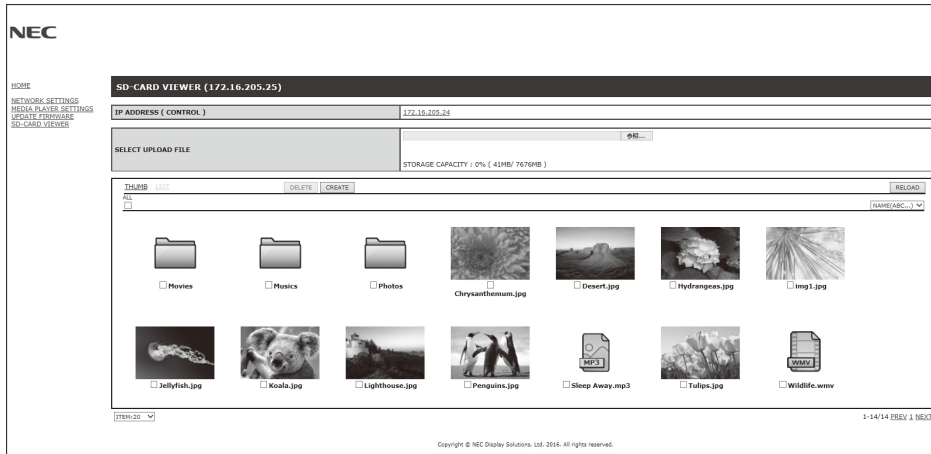 NEC
HOME
NETWORK SETTINGS
MEDIA PLAYER SETTINGS
UPDATE FIRMWARE
SD-CARD VIEWER
SD-CARD VIEWER (172.16.205.25)
IP ADDRESS ( CONTROL ) 172.16.205.24
SELECT UPLOAD FILE 参照...
STORAGE CAPACITY : 0% ( 41MB/ 7676MB )
THUMB LIST DELETE CREATE RELOAD
ALL NAME(ABC...)
Movies Musics Photos Chrysanthemum.jpg Desert.jpg Hydrangeas.jpg img1.jpg
MP3 WMV
Jellyfish.jpg Koala.jpg Lighthouse.jpg Penguins.jpg Sleep Away.mp3 Tulips.jpg Wildlife.wmv
ITEM:20 1-14/14 PREV 1 NEXT
Copyright © NEC Display Solutions, Ltd. 2016. All rights reserved.